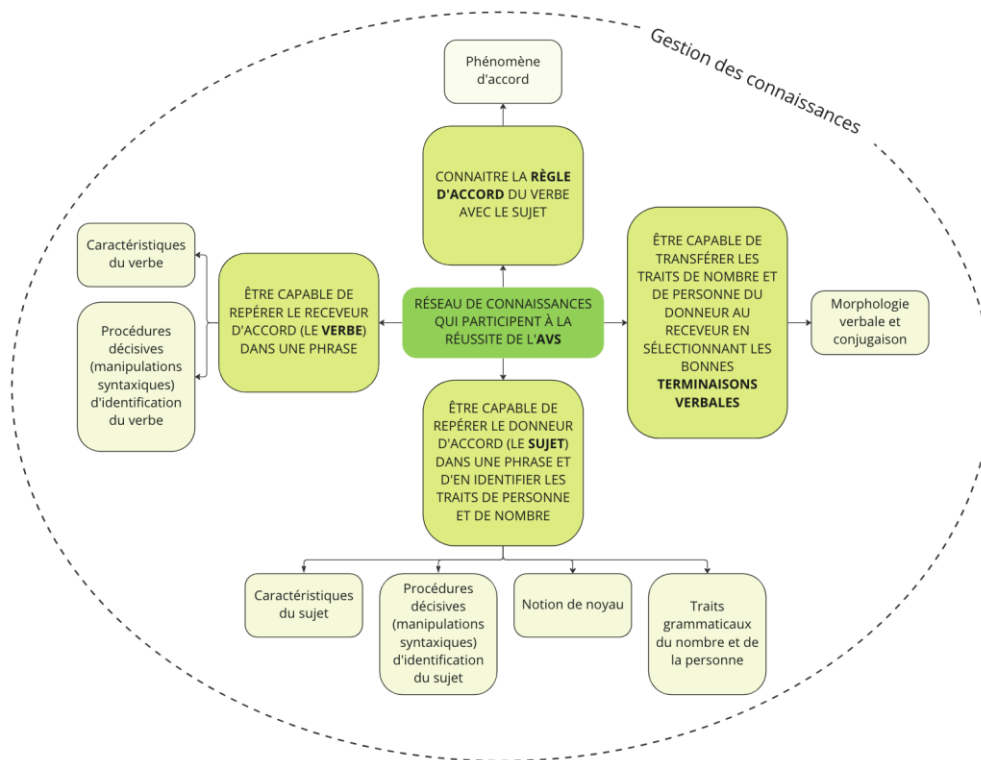 Gestion des connaissances
Phénomène
d'accord
CONNAITRE LA RÈGLE
D'ACCORD DU VERBE
AVEC LE SUJET
Caractéristiques
du verbe
Procédures
décisives
(manipulations
syntaxiques)
d'identification
du verbe
ÊTRE CAPABLE DE
REPÉRER LE RECEVEUR
D'ACCORD (LE VERBE)
DANS UNE PHRASE
RÉSEAU DE CONNAISSANCES
QUI PARTICIPENT À LA
RÉUSSITE DE L'AVS
ÊTRE CAPABLE DE
TRANSFÉRER LES
TRAITS DE NOMBRE ET
DE PERSONNE DU
DONNEUR AU
RECEVEUR EN
SÉLECTIONNANT LES
BONNES
TERMINAISONS
VERBALES
Morphologie
verbale et
conjugaison
ÊTRE CAPABLE DE
REPÉRER LE DONNEUR
D'ACCORD (LE SUJET)
DANS UNE PHRASE ET
D'EN IDENTIFIER LES
TRAITS DE PERSONNE
ET DE NOMBRE
Caractéristiques
du sujet
Procédures
décisives
(manipulations
syntaxiques)
d'identification
du sujet
Notion de noyau
Traits
grammaticaux
du nombre et de
la personne